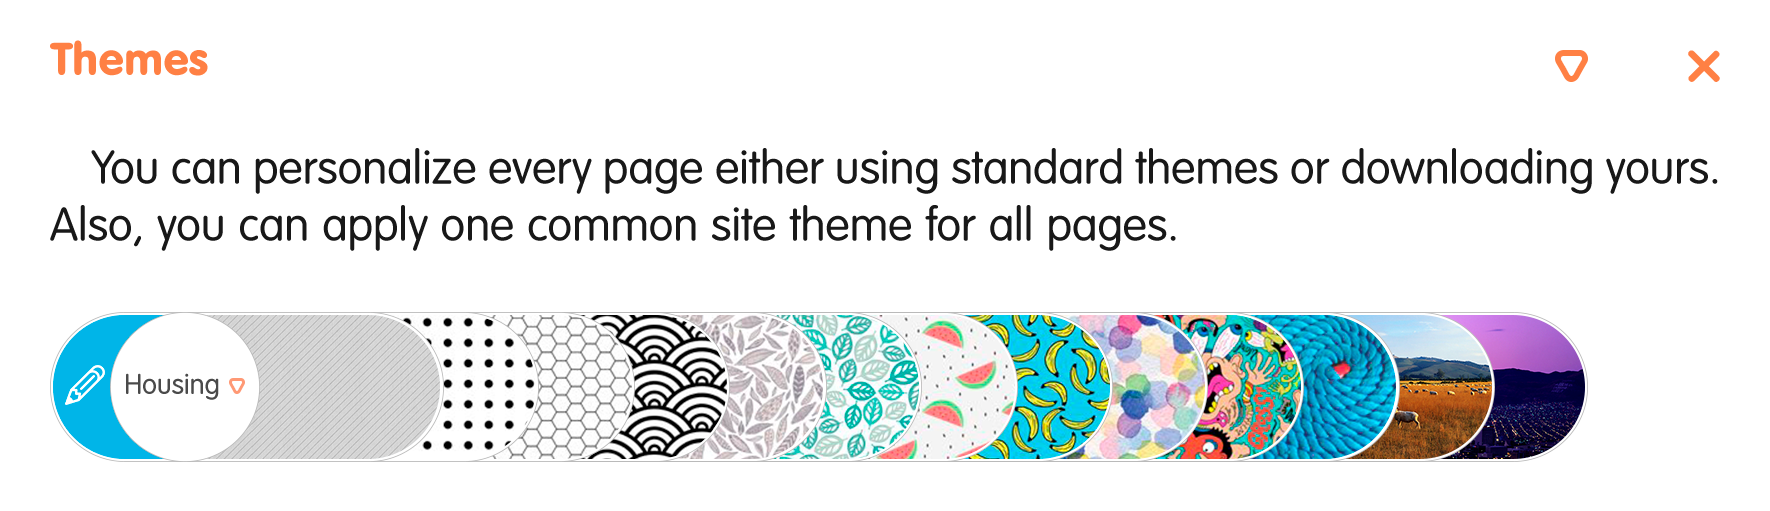 Themes
You can personalize every page either using standard themes or downloading yours.
Also, you can apply one common site theme for all pages.
Housing
GROSS!